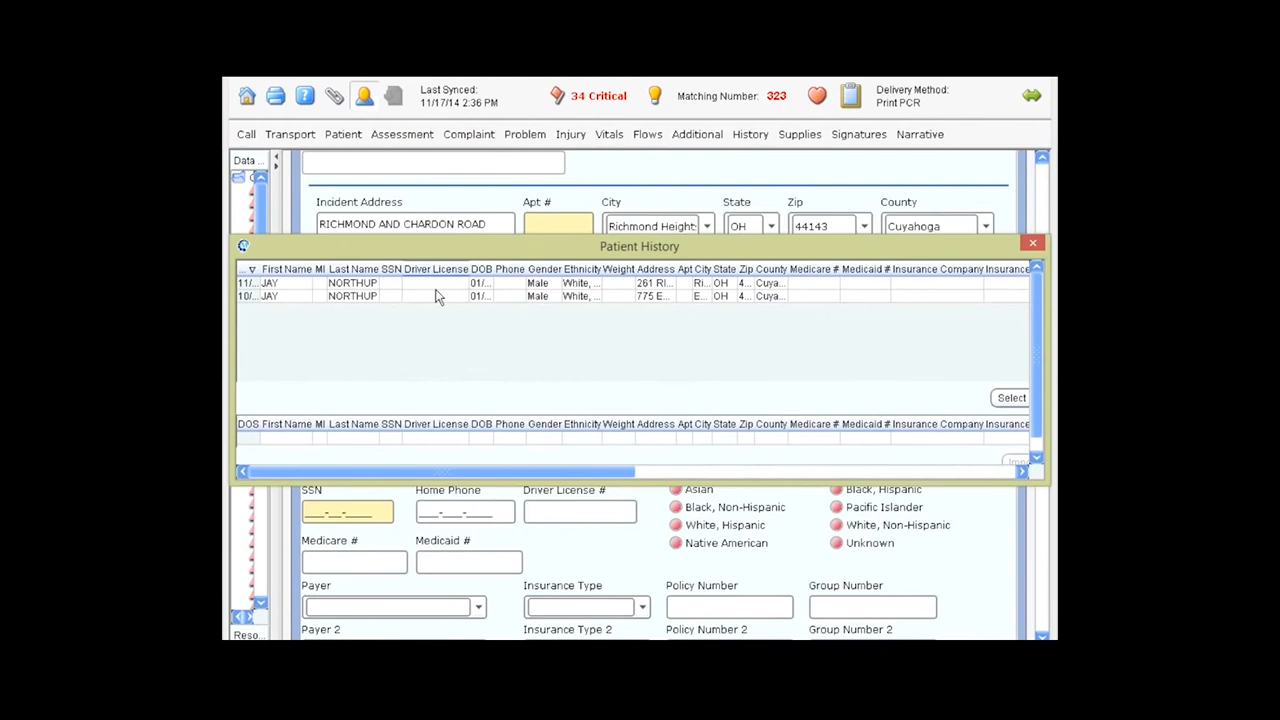 Last Synced:
11/17/14 2:36 PM
34 Critical
Matching Number: 323
Delivery Method:
Print PCR
Call Transport Patient Assessment Complaint Problem Injury Vitals Flows Additional History Supplies Signatures Narrative
Data ...
Incident Address Apt # City State Zip County
RICHMOND AND CHARDON ROAD Richmond Height: OH 44143 Cuyahoga
Patient History
... First Name MI Last Name SSN Driver License DOB Phone Gender Ethnicity Weight Address Apt City State Zip County Medicare # Medicaid # Insurance Company Insurance
11/... JAY NORTHUP 01/... Male White, ... 261 RI... Ri... OH 4... Cuya...
10/... JAY NORTHUP 01/... Male White, ... 775 E... E... OH 4... Cuya...
Select
DOS First Name MI Last Name SSN Driver License DOB Phone Gender Ethnicity Weight Address Apt City State Zip County Medicare # Medicaid # Insurance Company Insurance
SSN Home Phone Driver License # Asian Black, Hispanic
___-__-____ ___-___-____ Black, Non-Hispanic Pacific Islander
White, Hispanic White, Non-Hispanic
Medicare # Medicaid # Native American Unknown
Payer Insurance Type Policy Number Group Number
Payer 2 Insurance Type 2 Policy Number 2 Group Number 2
Reso...